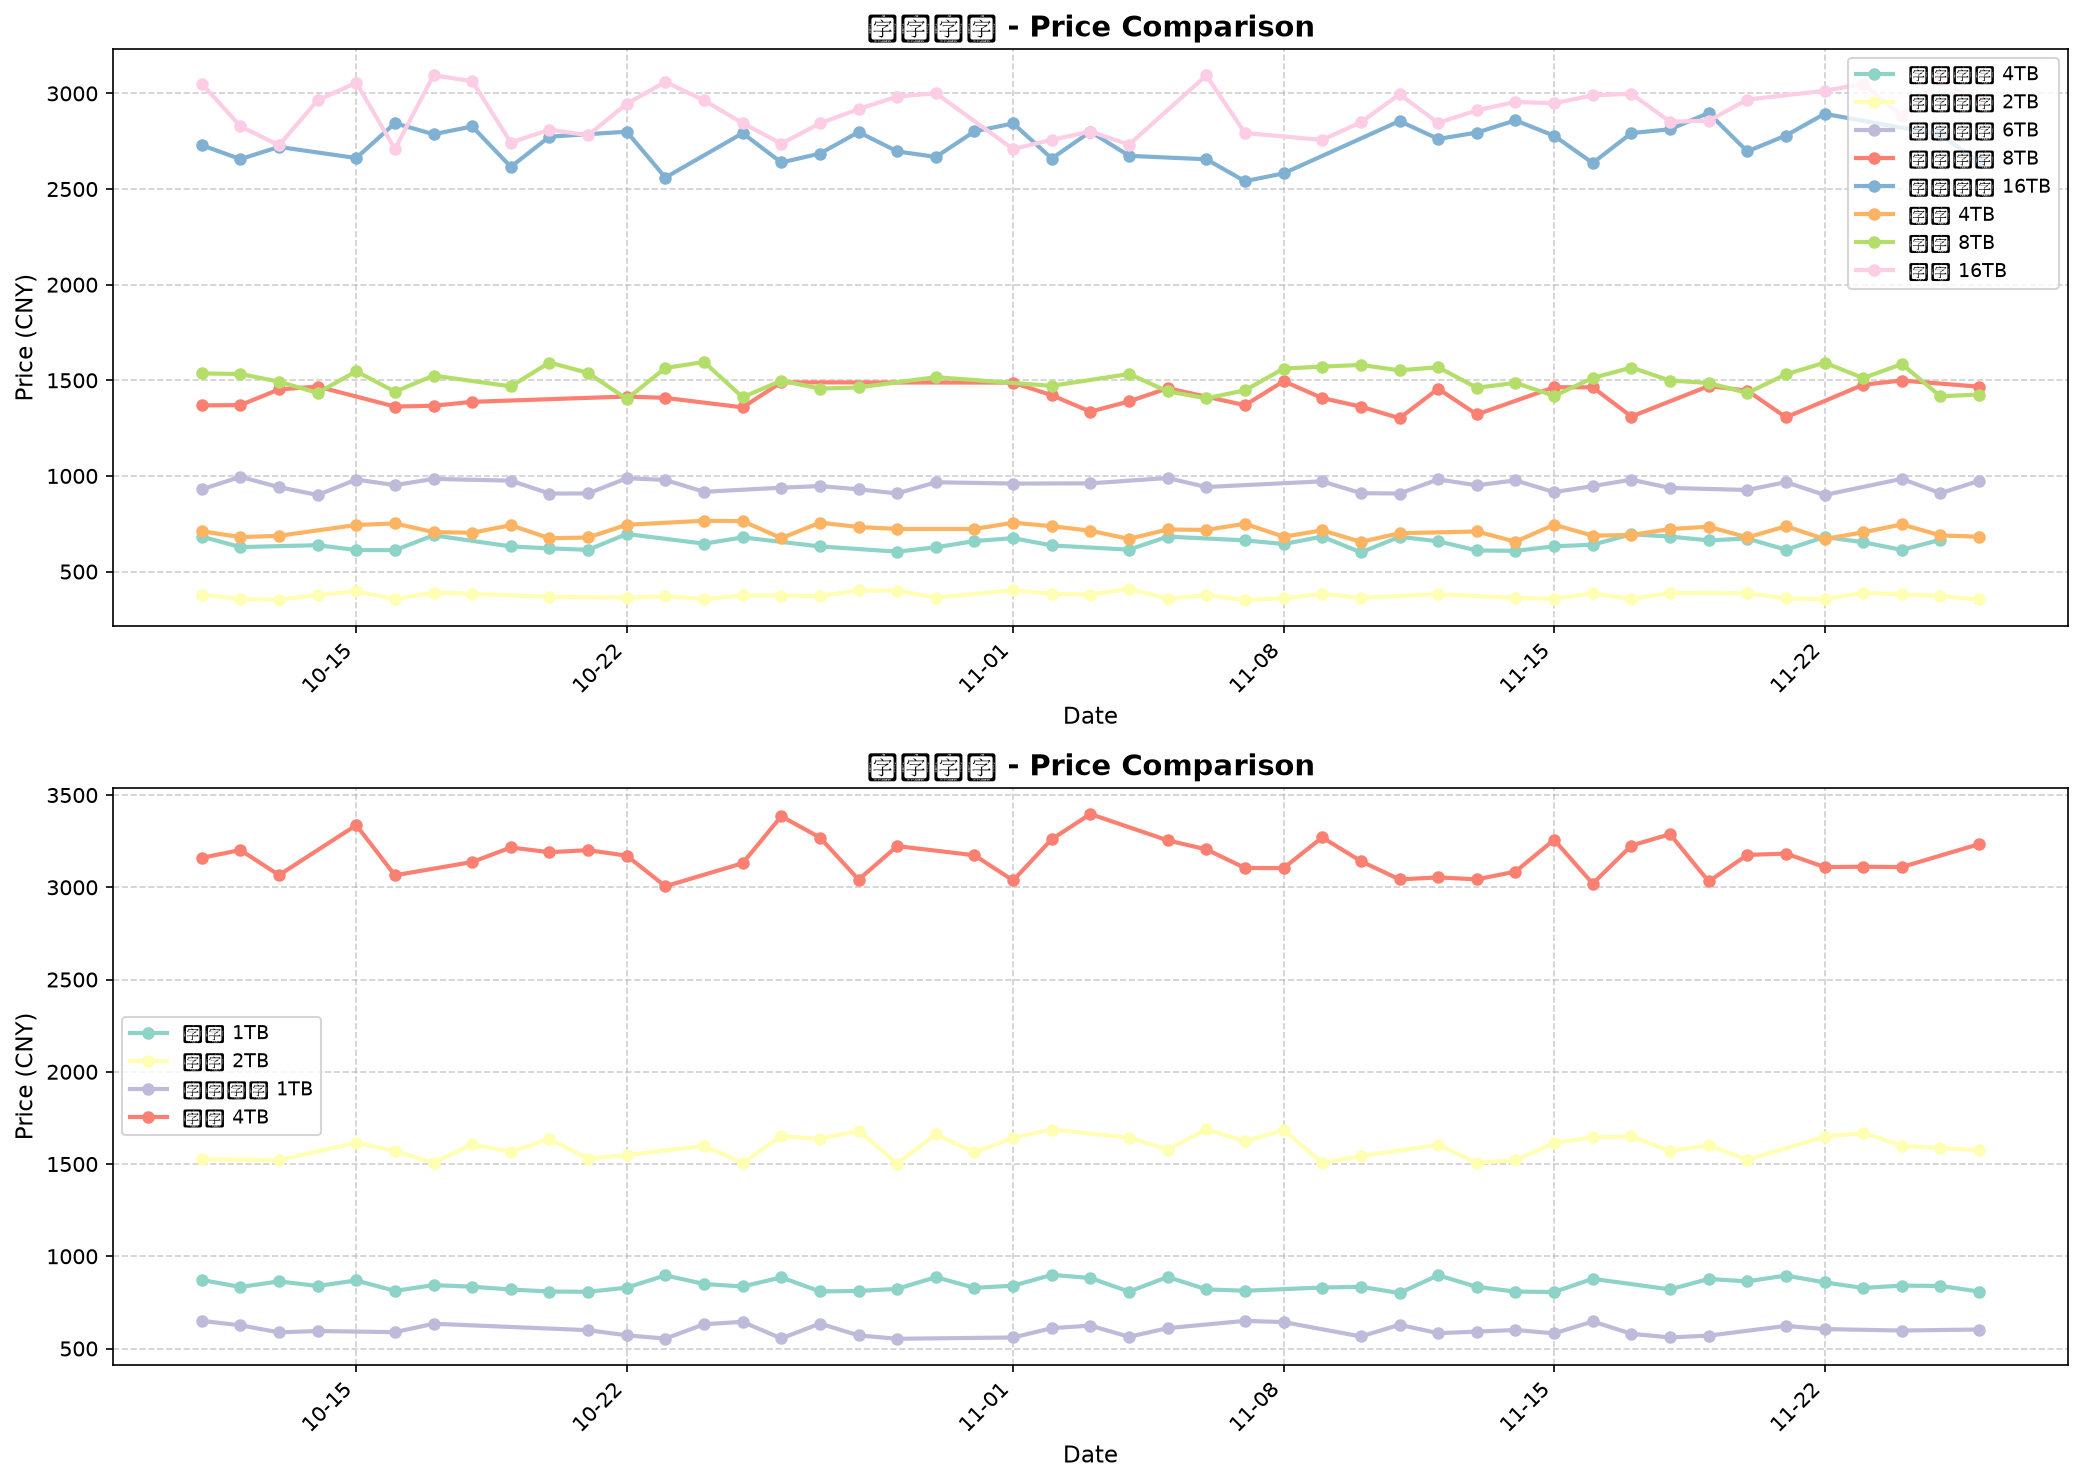 - Price Comparison
Price (CNY)
3000
2500
2000
1500
1000
500
4TB
2TB
6TB
8TB
16TB
4TB
8TB
16TB
10-15
10-22
11-01
11-08
11-15
11-22
Date
- Price Comparison
Price (CNY)
3500
3000
2500
2000
1500
1000
500
1TB
2TB
1TB
4TB
10-15
10-22
11-01
11-08
11-15
11-22
Date